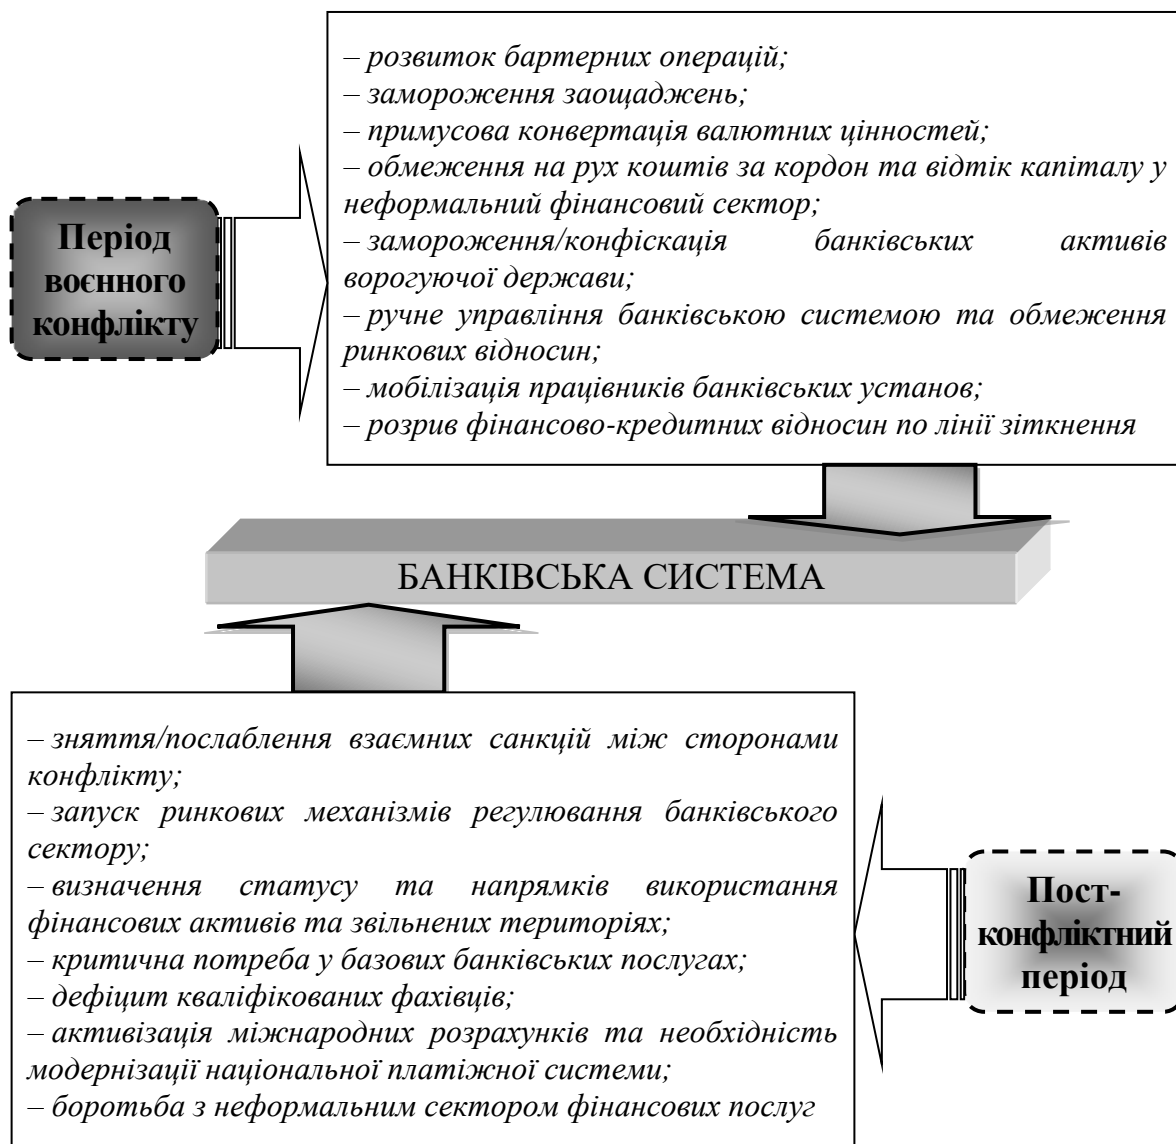 Період
воєнного
конфлікту
– розвиток бартерних операцій;
– замороження заощаджень;
– примусова конвертація валютних цінностей;
– обмеження на рух коштів за кордон та відтік капіталу у
неформальний фінансовий сектор;
– замороження/конфіскація банківських активів
ворогуючої держави;
– ручне управління банківською системою та обмеження
ринкових відносин;
– мобілізація працівників банківських установ;
– розрив фінансово-кредитних відносин по лінії зіткнення
БАНКІВСЬКА СИСТЕМА
– зняття/послаблення взаємних санкцій між сторонами
конфлікту;
– запуск ринкових механізмів регулювання банківського
сектору;
– визначення статусу та напрямків використання
фінансових активів та звільнених територіях;
– критична потреба у базових банківських послугах;
– дефіцит кваліфікованих фахівців;
– активізація міжнародних розрахунків та необхідність
модернізації національної платіжної системи;
– боротьба з неформальним сектором фінансових послуг
Пост-
конфліктний
період